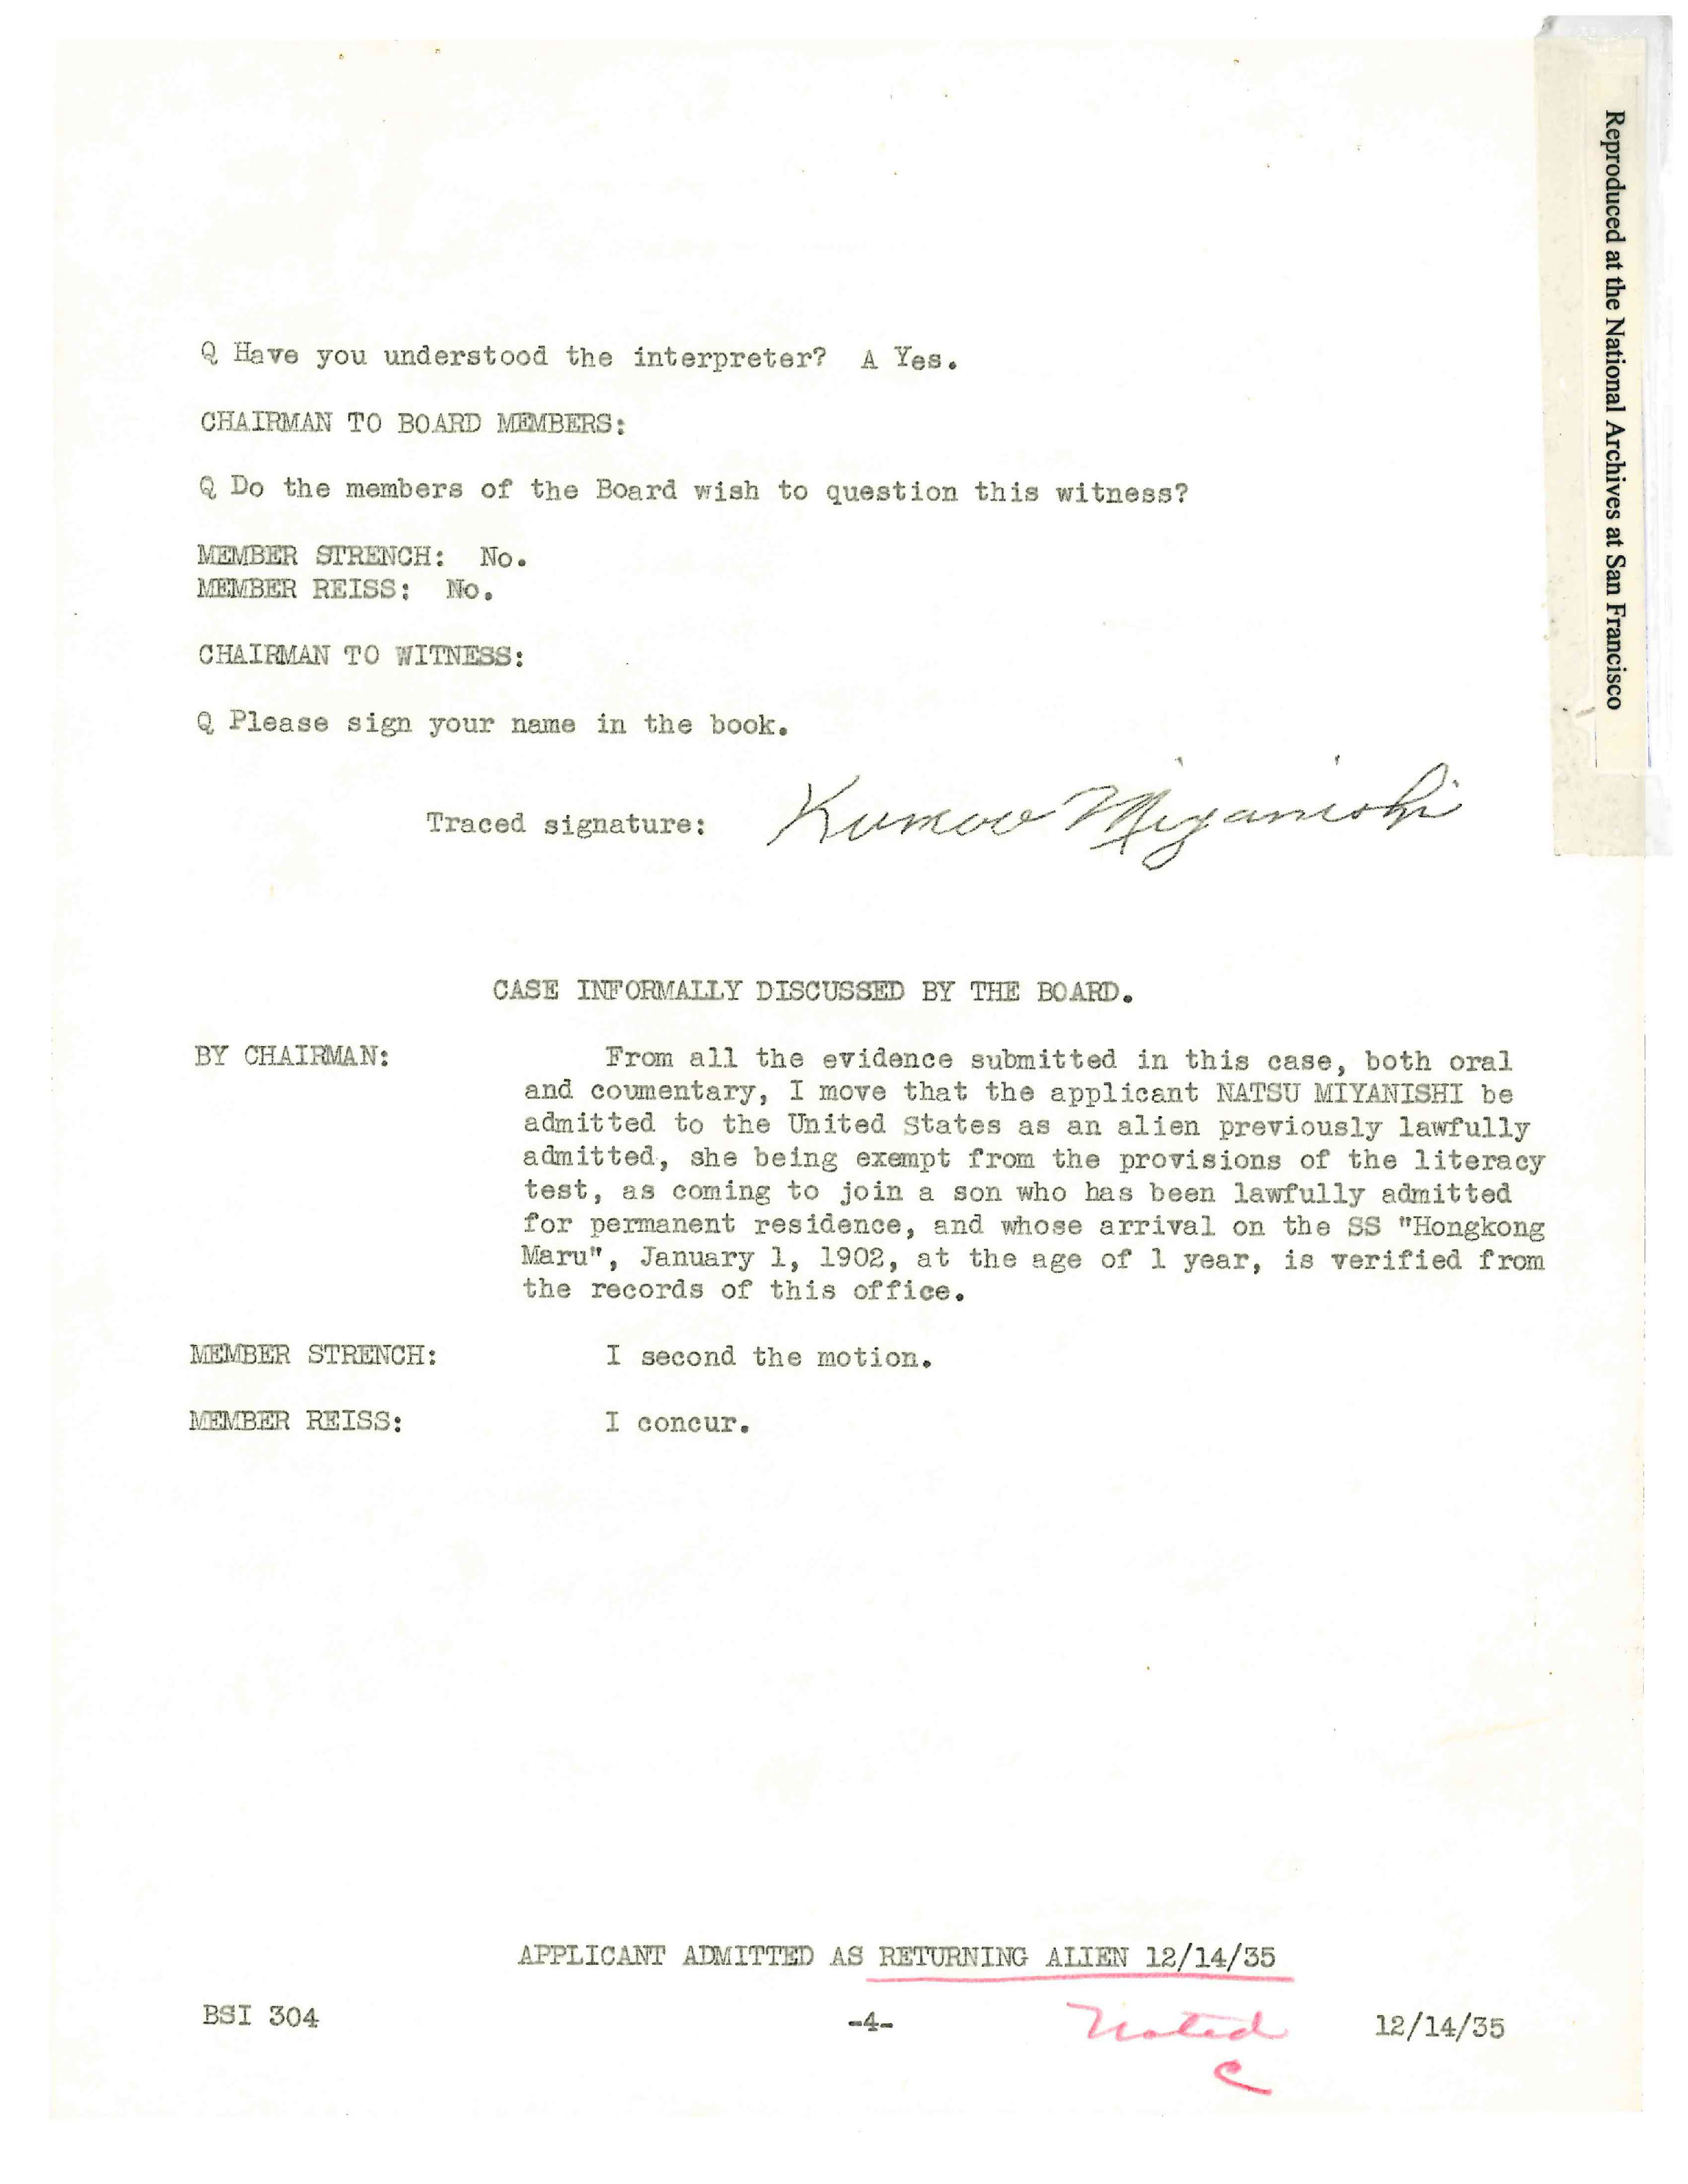 Reproduced at the National Archives at San Francisco
Q Have you understood the interpreter?  A Yes.
CHAIRMAN TO BOARD MEMBERS:
Q Do the members of the Board wish to question this witness?
MEMBER STRENCH:  No.
MEMBER REISS:  No.
CHAIRMAN TO WITNESS:
Q Please sign your name in the book.
Traced signature: Kumoo Miyanishi
CASE INFORMALLY DISCUSSED BY THE BOARD.
BY CHAIRMAN: From all the evidence submitted in this case, both oral
and coumentary, I move that the applicant NATSU MIYANISHI be
admitted to the United States as an alien previously lawfully
admitted, she being exempt from the provisions of the literacy
test, as coming to join a son who has been lawfully admitted
for permanent residence, and whose arrival on the SS "Hongkong
Maru", January 1, 1902, at the age of 1 year, is verified from
the records of this office.
MEMBER STRENCH: I second the motion.
MEMBER REISS: I concur.
APPLICANT ADMITTED AS RETURNING ALIEN 12/14/35
BSI 304 -4- Noted 12/14/35
C